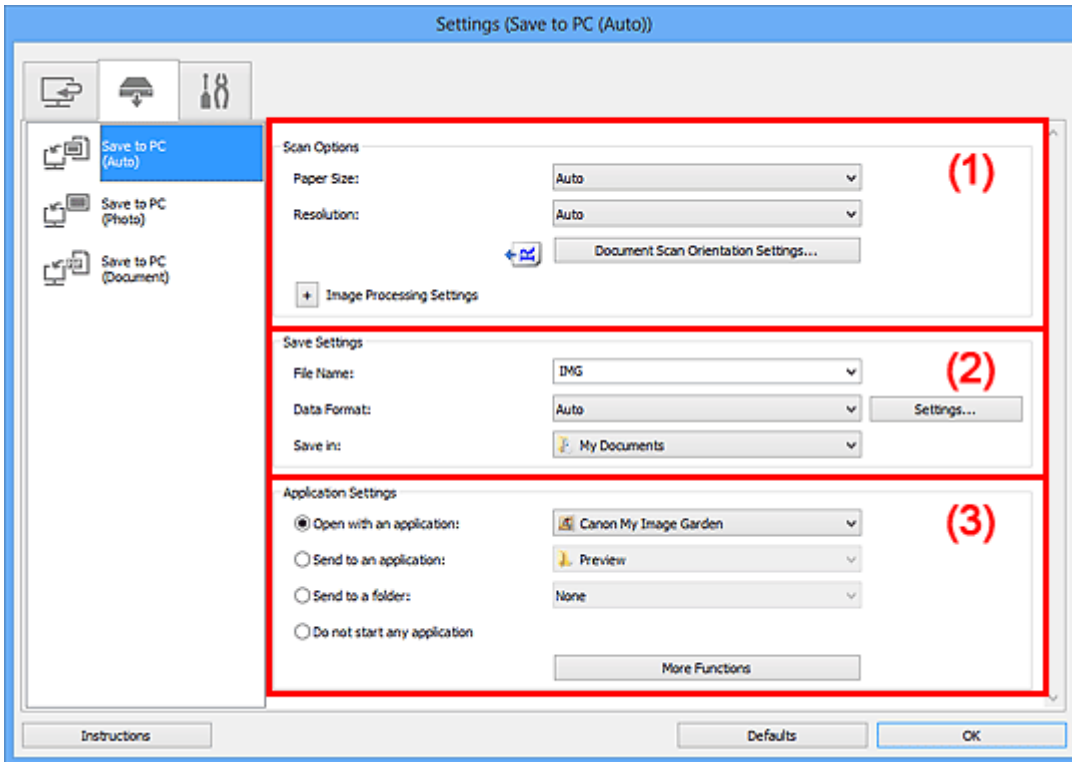 Settings (Save to PC (Auto))
Save to PC
(Auto)
Save to PC
(Photo)
Save to PC
(Document)
Scan Options
(1)
Paper Size: Auto
Resolution: Auto
Document Scan Orientation Settings...
+ Image Processing Settings
Save Settings
(2)
File Name: IMG
Data Format: Auto Settings...
Save in: My Documents
Application Settings
(3)
Open with an application: Canon My Image Garden
Send to an application: Preview
Send to a folder: None
Do not start any application
More Functions
Instructions Defaults OK